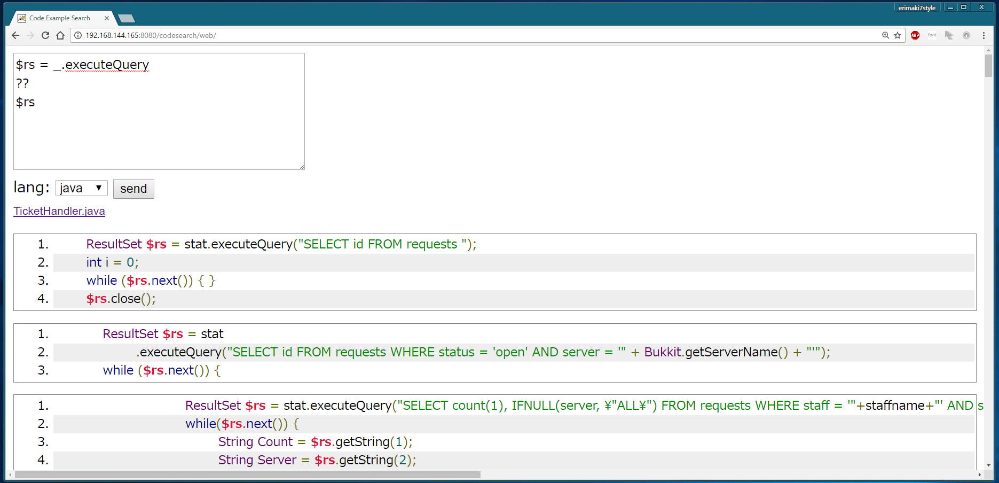 erimaki7style
Code Example Search
192.168.144.165:8080/codesearch/web/
ABP
font
$rs = _.executeQuery
??
$rs
lang: java send
TicketHandler.java
1. ResultSet $rs = stat.executeQuery("SELECT id FROM requests ");
2. int i = 0;
3. while ($rs.next()) { }
4. $rs.close();
1. ResultSet $rs = stat
2. .executeQuery("SELECT id FROM requests WHERE status = 'open' AND server = '" + Bukkit.getServerName() + "'");
3. while ($rs.next()) {
1. ResultSet $rs = stat.executeQuery("SELECT count(1), IFNULL(server, ¥"ALL¥") FROM requests WHERE staff = '"+staffname+"' AND s
2. while($rs.next()) {
3. String Count = $rs.getString(1);
4. String Server = $rs.getString(2);